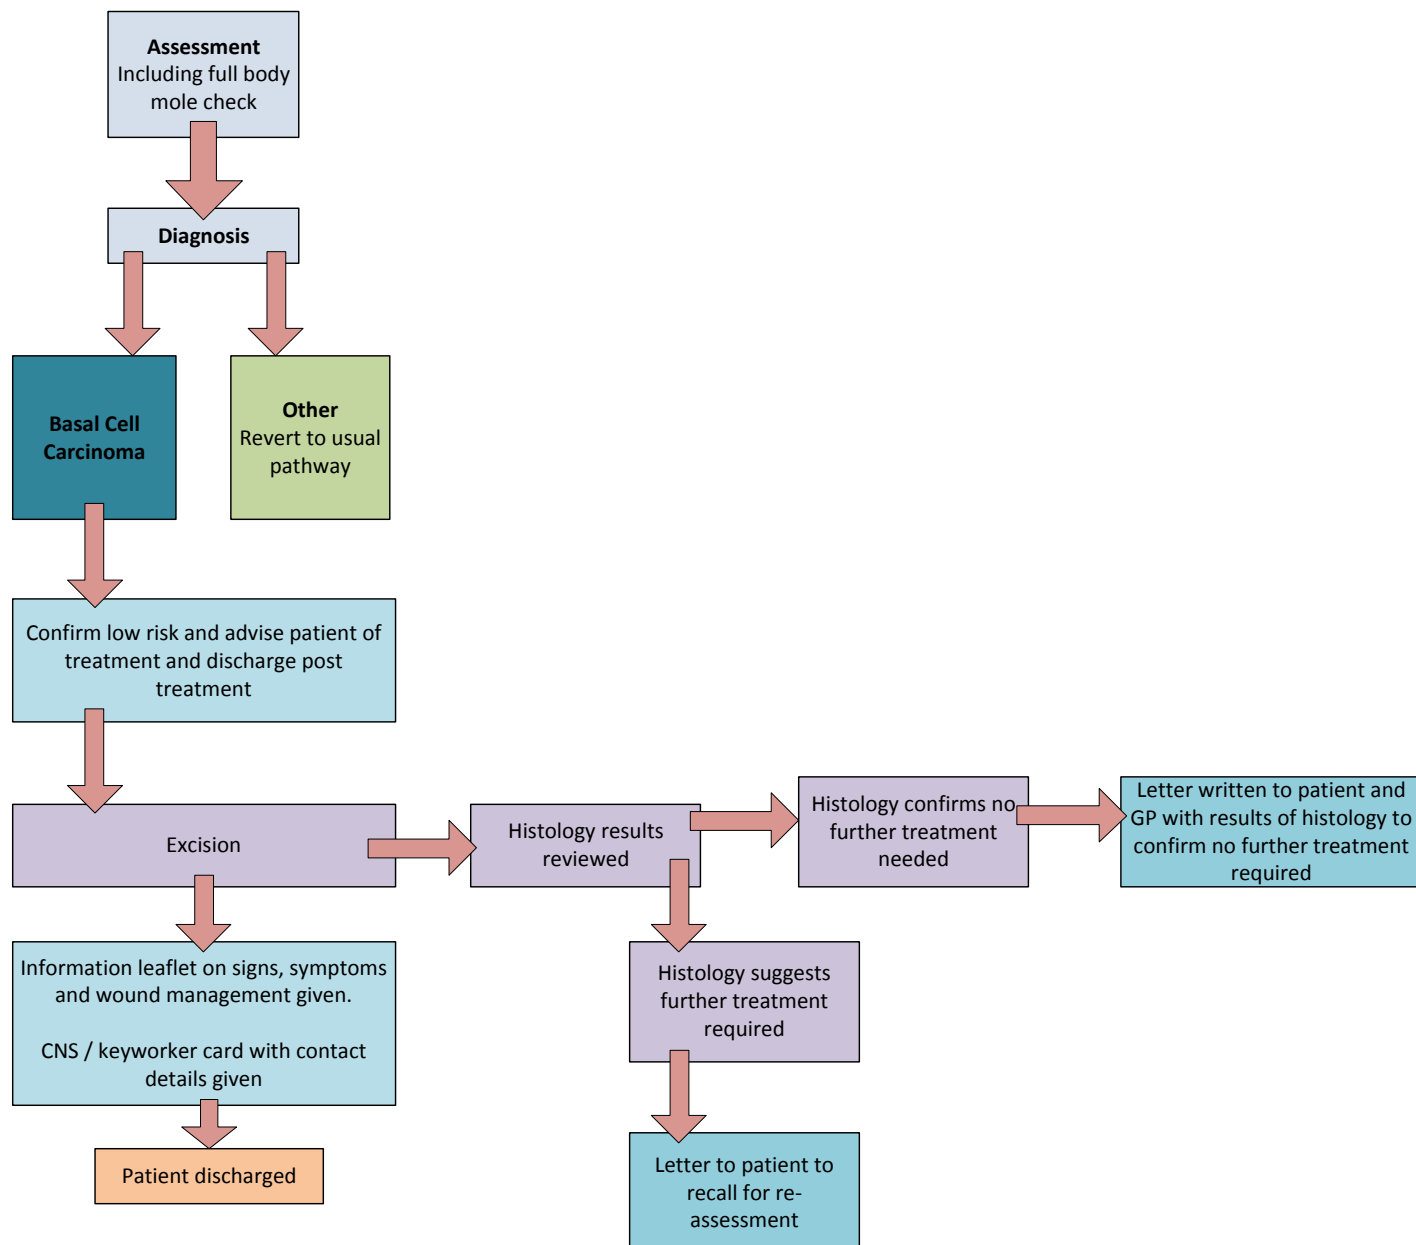 Assessment
Including full body
mole check
Diagnosis
Basal Cell
Carcinoma
Other
Revert to usual
pathway
Confirm low risk and advise patient of
treatment and discharge post
treatment
Excision
Histology results
reviewed
Histology confirms no
further treatment
needed
Letter written to patient and
GP with results of histology to
confirm no further treatment
required
Information leaflet on signs, symptoms
and wound management given.
CNS / keyworker card with contact
details given
Histology suggests
further treatment
required
Patient discharged
Letter to patient to
recall for re-
assessment